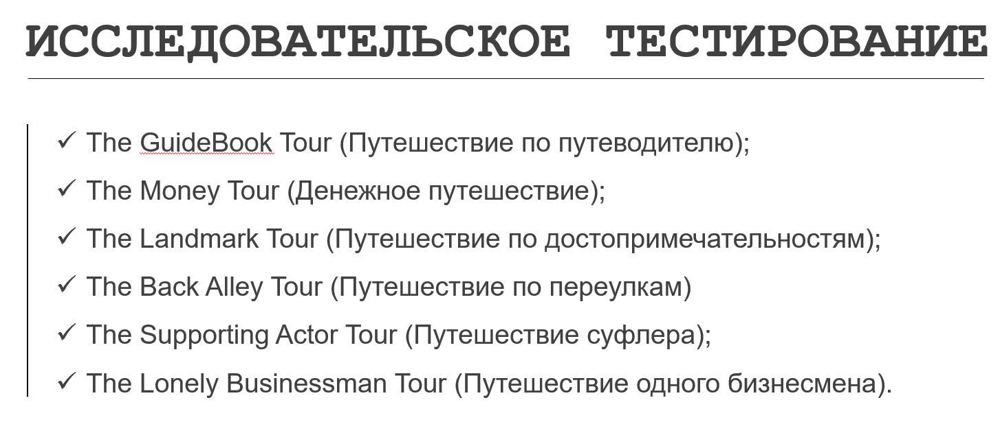 ИССЛЕДОВАТЕЛЬСКОЕ ТЕСТИРОВАНИЕ
✓ The GuideBook Tour (Путешествие по путеводителю);
✓ The Money Tour (Денежное путешествие);
✓ The Landmark Tour (Путешествие по достопримечательностям);
✓ The Back Alley Tour (Путешествие по переулкам)
✓ The Supporting Actor Tour (Путешествие суфлера);
✓ The Lonely Businessman Tour (Путешествие одного бизнесмена).